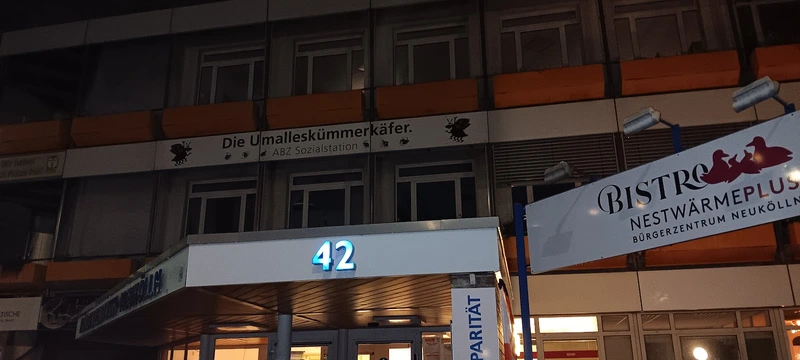 Die Umalleskümmerkäfer.
ABZ Sozialstation
BISTRO
NESTWÄRMEPLUS
BÜRGERZENTRUM NEUKÖLLN
42
PARITÄT